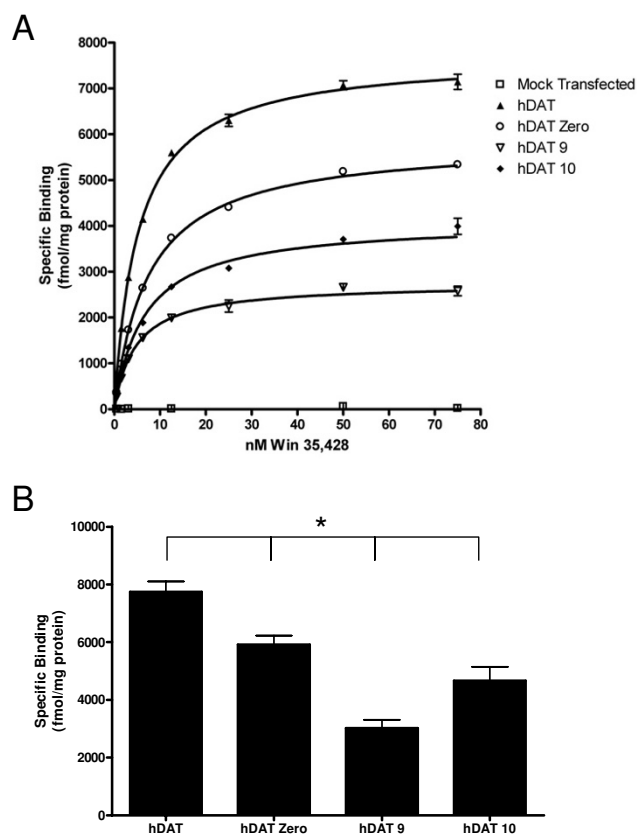 A
8000
7000
6000
5000
4000
3000
2000
1000
0
Specific Binding
(fmol/mg protein)
0 10 20 30 40 50 60 70 80
nM Win 35,428
Mock Transfected
hDAT
hDAT Zero
hDAT 9
hDAT 10
B
10000
8000
6000
4000
2000
0
Specific Binding
(fmol/mg protein)
*
hDAT hDAT Zero hDAT 9 hDAT 10